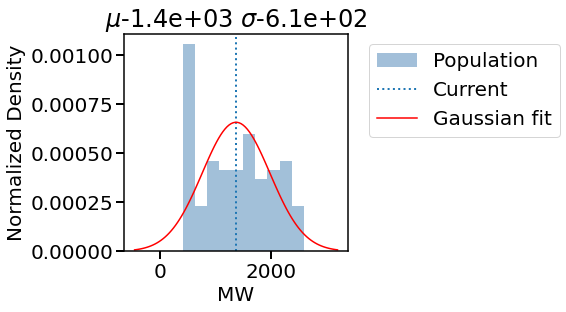 μ-1.4e+03 σ-6.1e+02
Normalized Density
0.00100
0.00075
0.00050
0.00025
0.00000
0
2000
MW
Population
Current
Gaussian fit